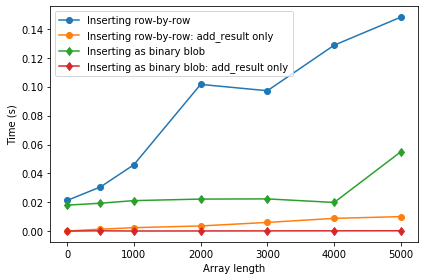 Inserting row-by-row
Inserting row-by-row: add_result only
Inserting as binary blob
Inserting as binary blob: add_result only
Time (s)
0.14
0.12
0.10
0.08
0.06
0.04
0.02
0.00
0 1000 2000 3000 4000 5000
Array length